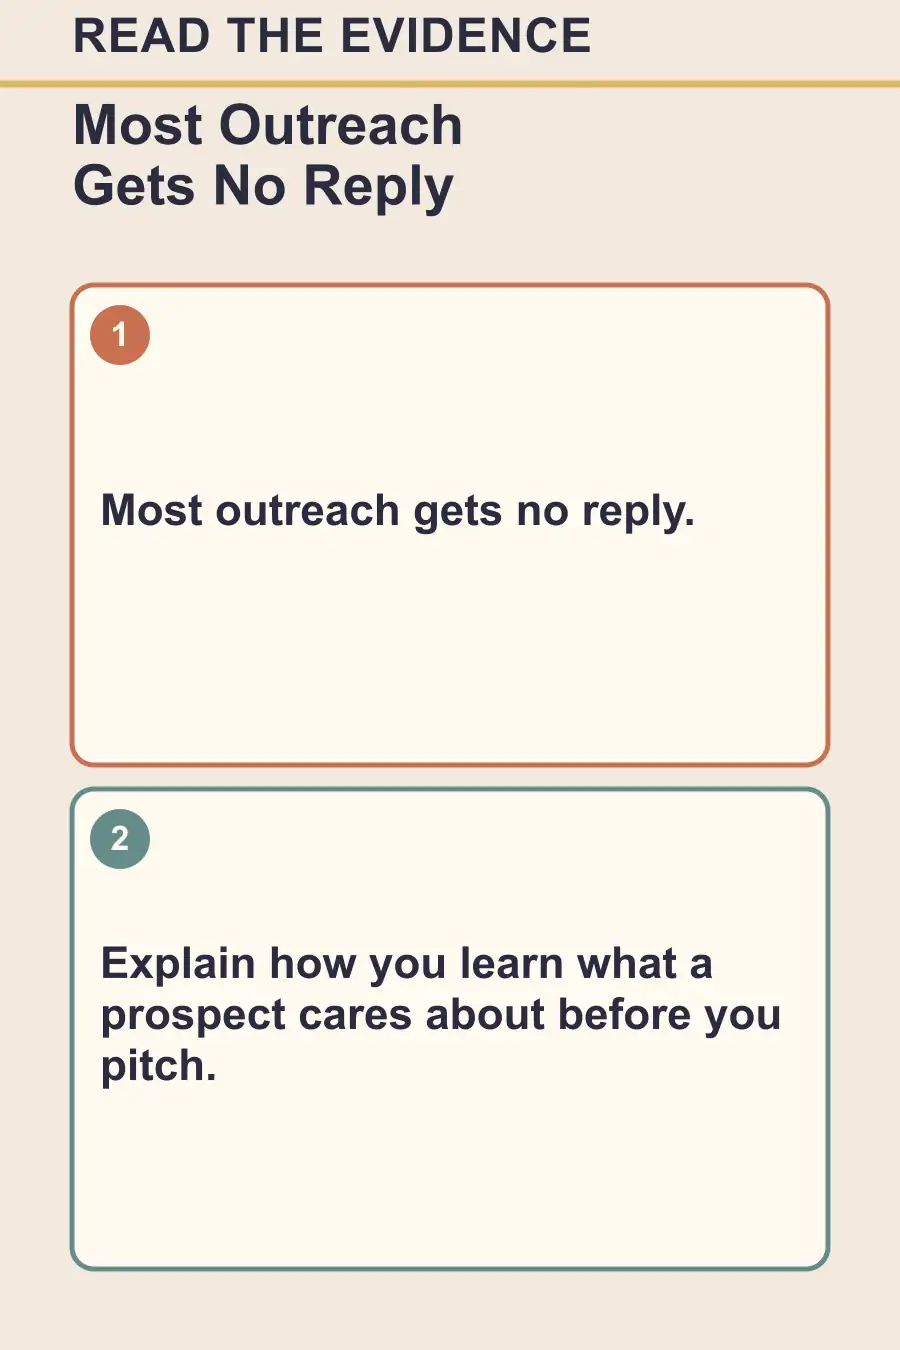 READ THE EVIDENCE
Most Outreach
Gets No Reply
1
Most outreach gets no reply.
2
Explain how you learn what a
prospect cares about before you
pitch.